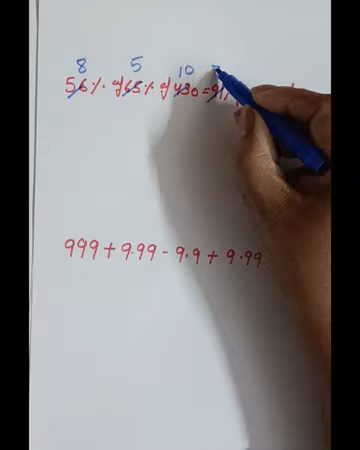 8 5 10
56% of 65% of 430 = 91%
999 + 9.99 - 9.9 + 9.99